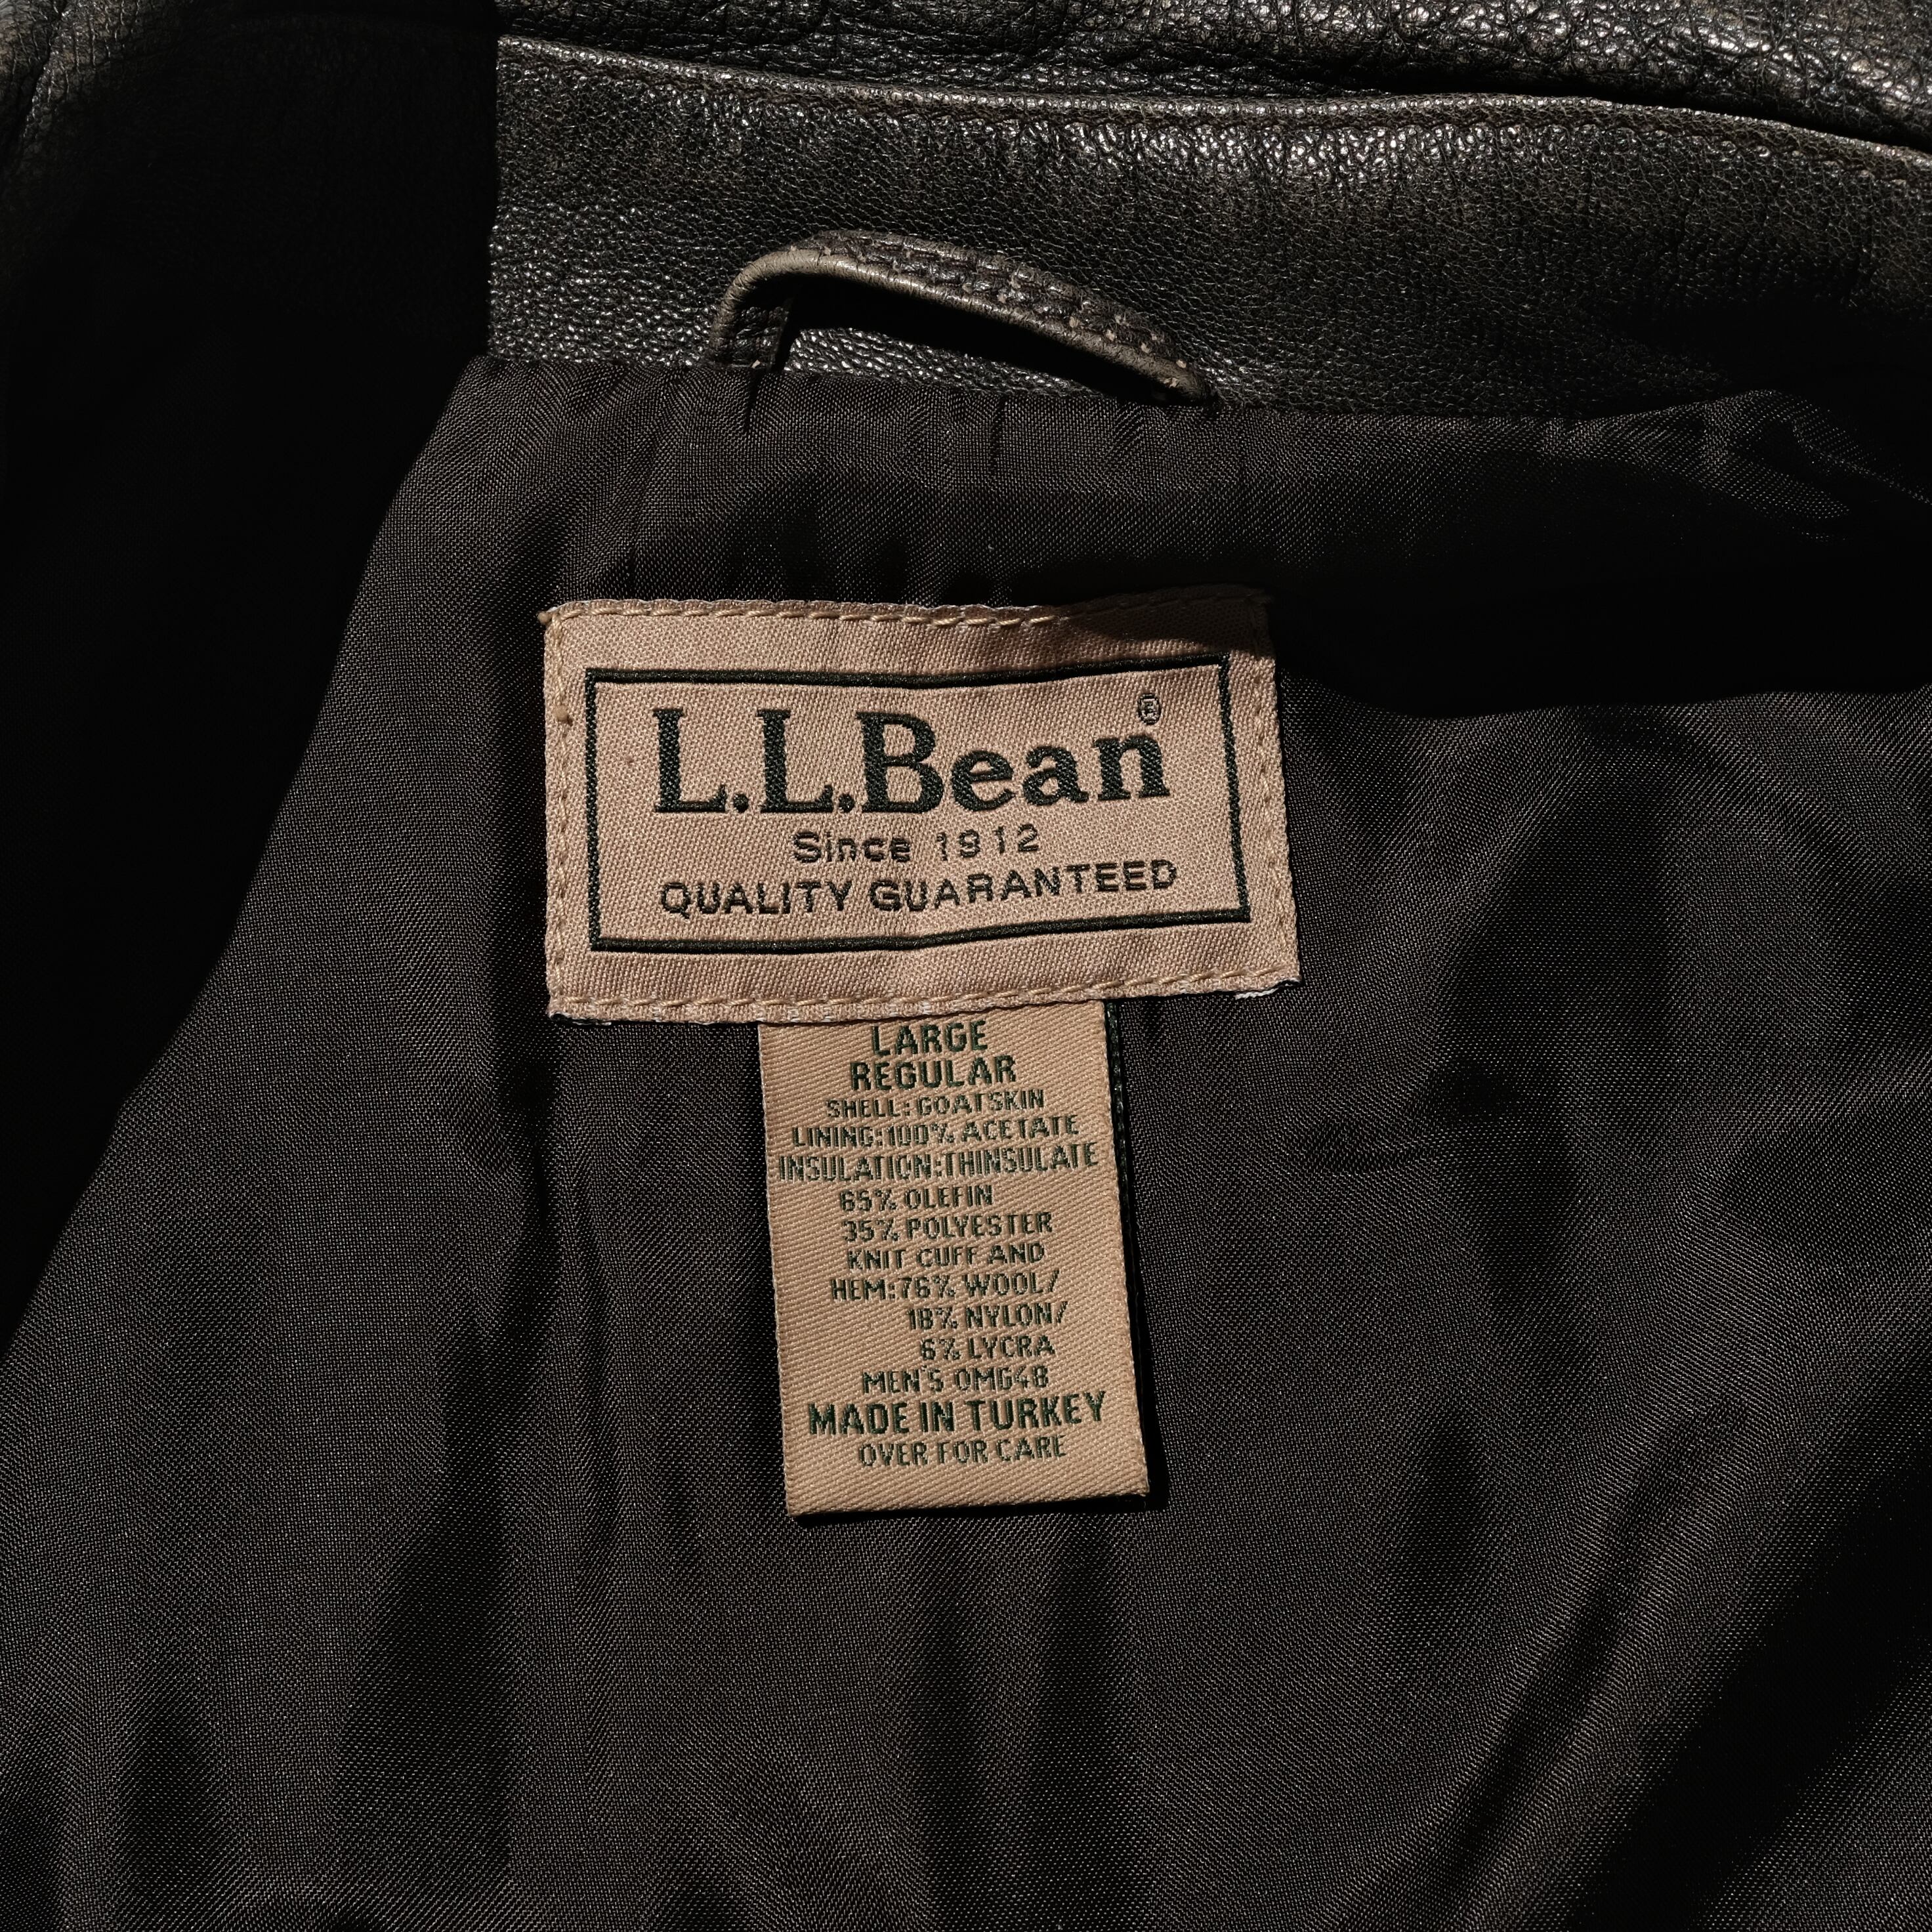 L.L.Bean®
Since 1912
QUALITY GUARANTEED
LARGE
REGULAR
SHELL:GOATSKIN
LINING:100% ACETATE
INSULATION:THINSULATE
65% OLEFIN
35% POLYESTER
KNIT CUFF AND
HEM:76% WOOL/
18% NYLON/
6% LYCRA
MEN'S 0MG48
MADE IN TURKEY
OVER FOR CARE